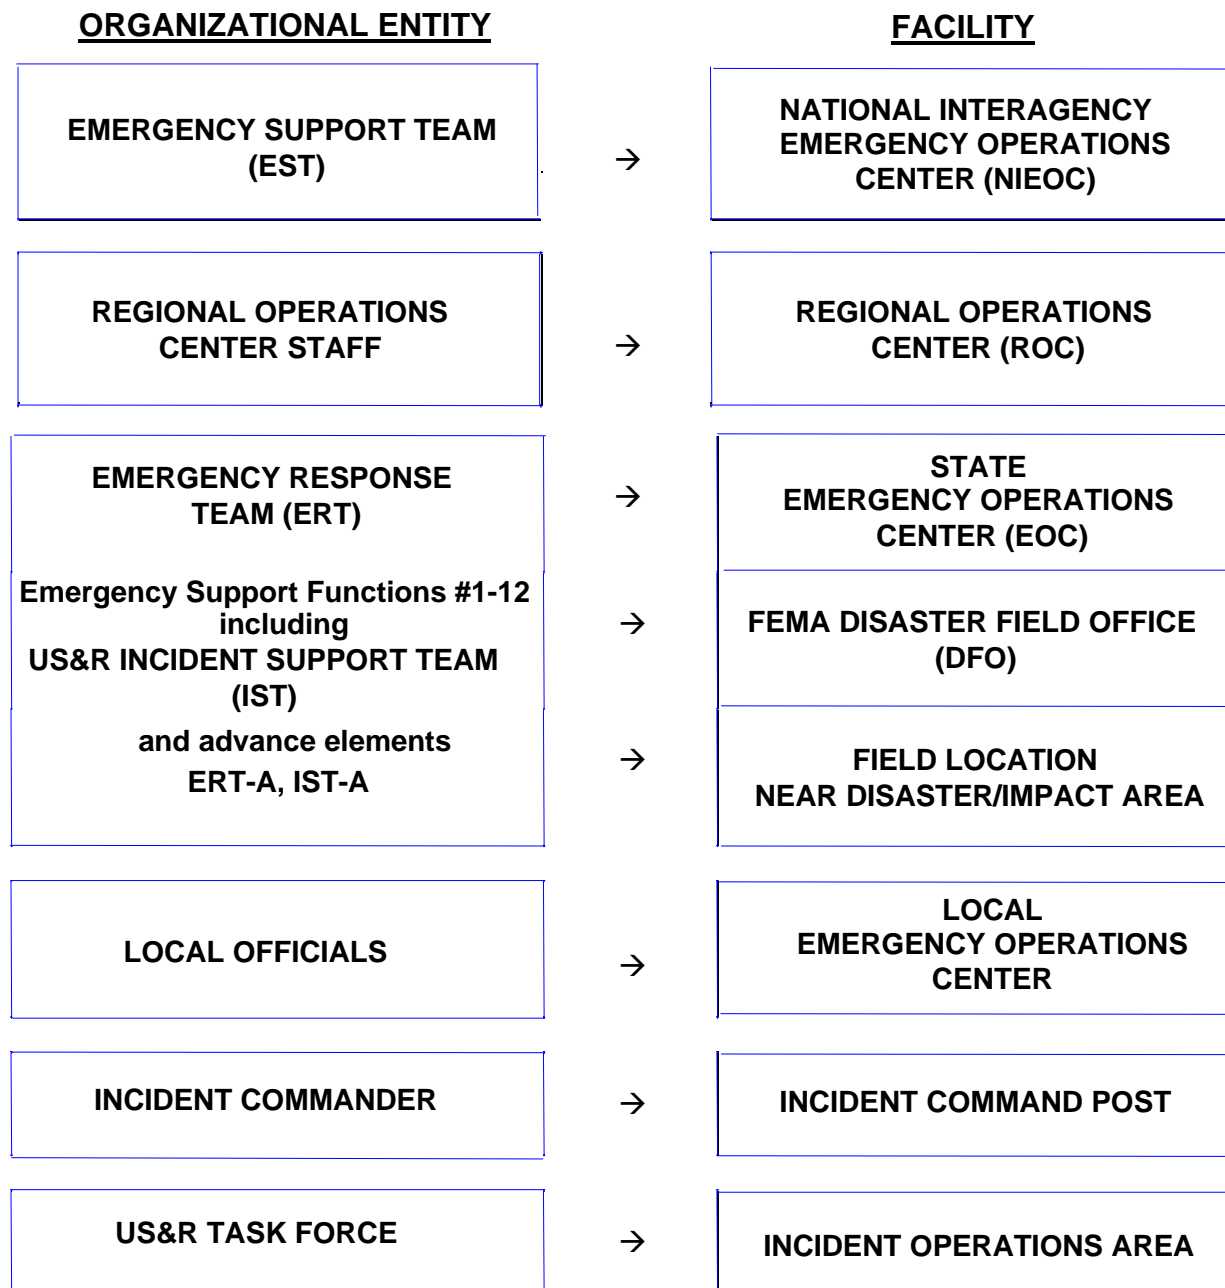 ORGANIZATIONAL ENTITY
FACILITY
EMERGENCY SUPPORT TEAM
(EST)
→
NATIONAL INTERAGENCY
EMERGENCY OPERATIONS
CENTER (NIEOC)
REGIONAL OPERATIONS
CENTER STAFF
→
REGIONAL OPERATIONS
CENTER (ROC)
EMERGENCY RESPONSE
TEAM (ERT)
→
STATE
EMERGENCY OPERATIONS
CENTER (EOC)
Emergency Support Functions #1-12
including
US&R INCIDENT SUPPORT TEAM
(IST)
→
FEMA DISASTER FIELD OFFICE
(DFO)
and advance elements
ERT-A, IST-A
→
FIELD LOCATION
NEAR DISASTER/IMPACT AREA
LOCAL OFFICIALS
→
LOCAL
EMERGENCY OPERATIONS
CENTER
INCIDENT COMMANDER
→
INCIDENT COMMAND POST
US&R TASK FORCE
→
INCIDENT OPERATIONS AREA